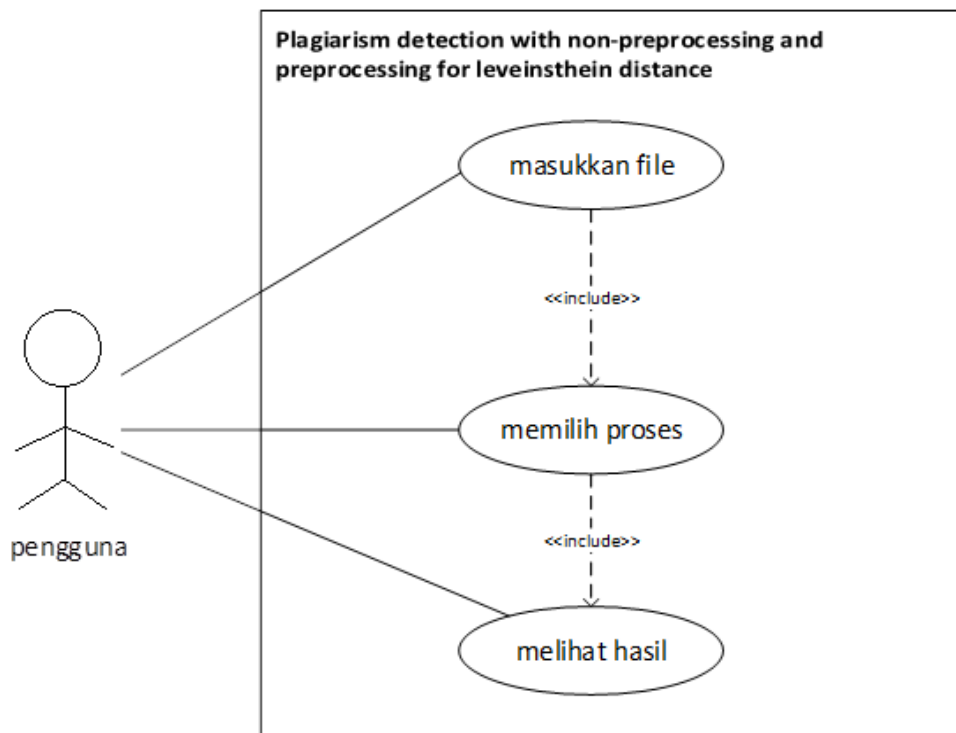 Plagiarism detection with non-preprocessing and
preprocessing for leveinsthein distance
masukkan file
<<include>>
memilih proses
<<include>>
melihat hasil
pengguna